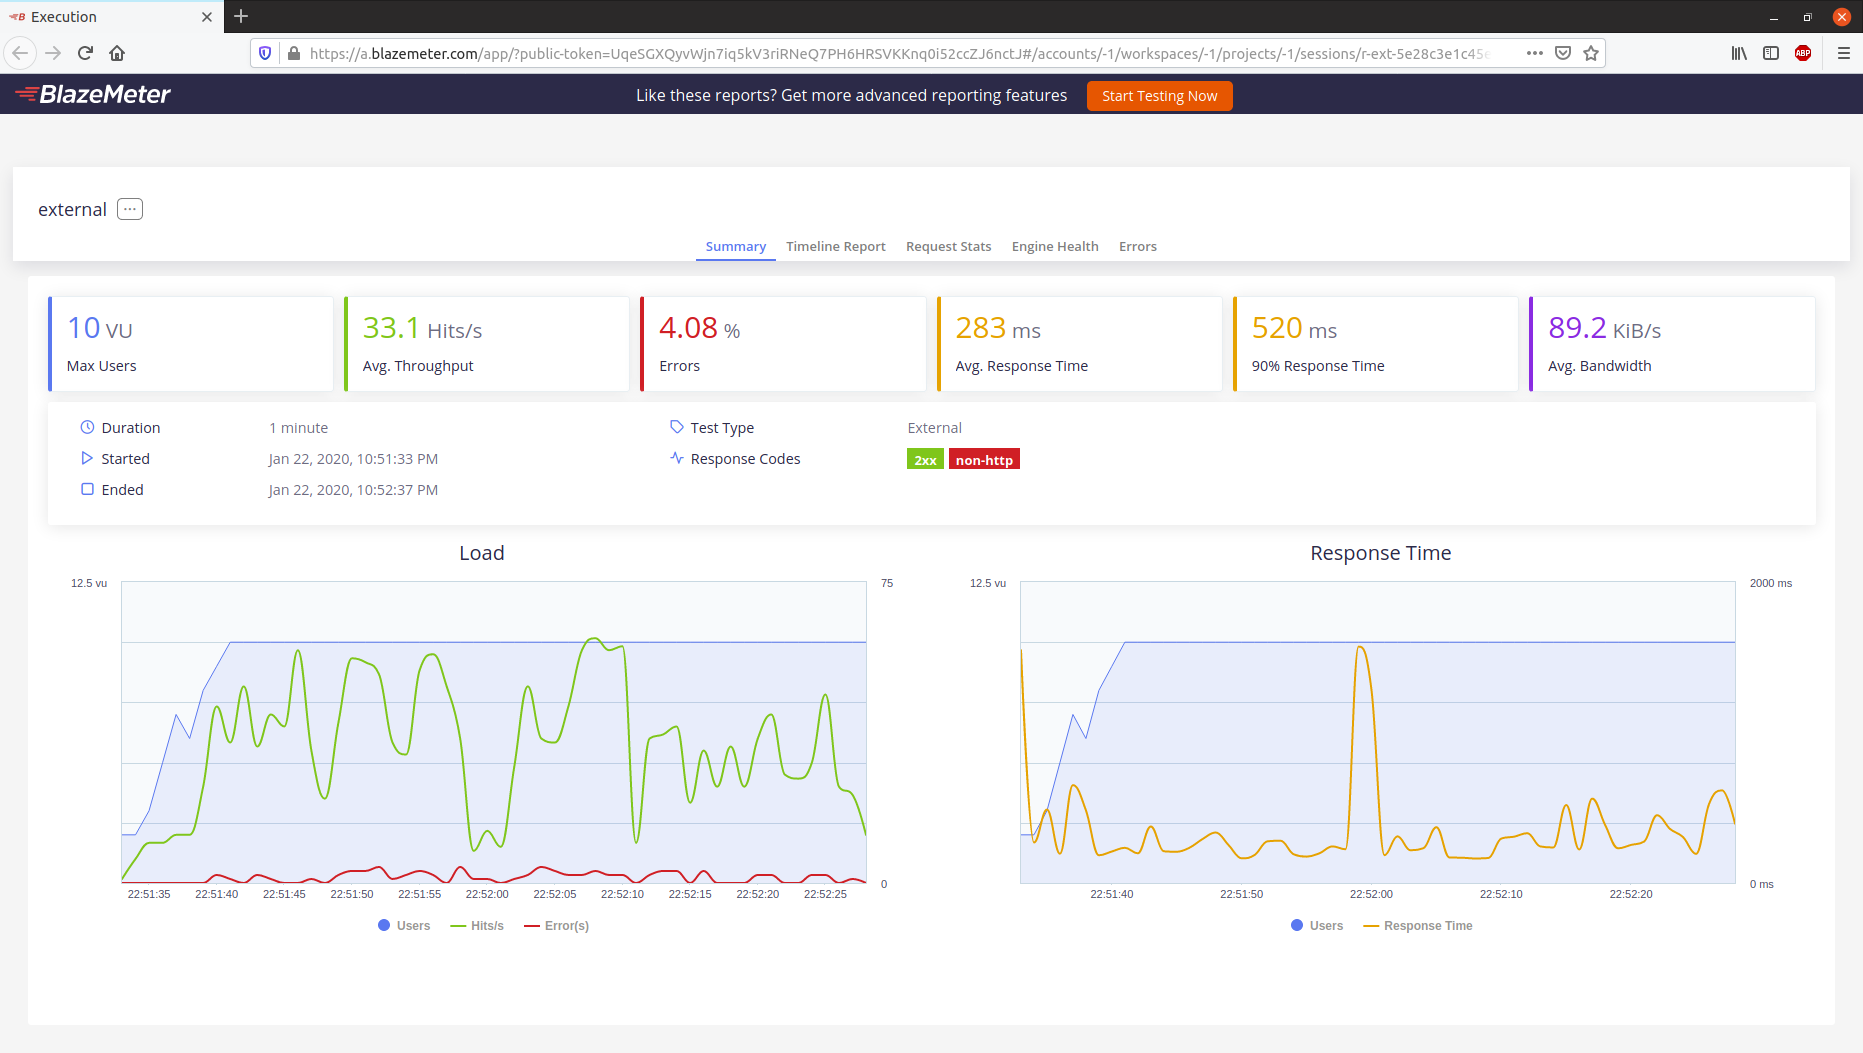 Execution
https://a.blazemeter.com/app/?public-token=UqeSGXQyvWjn7iq5kV3riRNeQ7PH6HRSVKKnq0i52ccZJ6nctJ#/accounts/-1/workspaces/-1/projects/-1/sessions/r-ext-5e28c3e1c45e
ABP
BlazeMeter
Like these reports? Get more advanced reporting features
Start Testing Now
external
Summary Timeline Report Request Stats Engine Health Errors
10 VU
Max Users
33.1 Hits/s
Avg. Throughput
4.08 %
Errors
283 ms
Avg. Response Time
520 ms
90% Response Time
89.2 KiB/s
Avg. Bandwidth
Duration 1 minute
Started Jan 22, 2020, 10:51:33 PM
Ended Jan 22, 2020, 10:52:37 PM
Test Type External
Response Codes 2xx non-http
Load
12.5 vu 75
0
22:51:35 22:51:40 22:51:45 22:51:50 22:51:55 22:52:00 22:52:05 22:52:10 22:52:15 22:52:20 22:52:25
Users Hits/s Error(s)
Response Time
12.5 vu 2000 ms
0 ms
22:51:40 22:51:50 22:52:00 22:52:10 22:52:20
Users Response Time